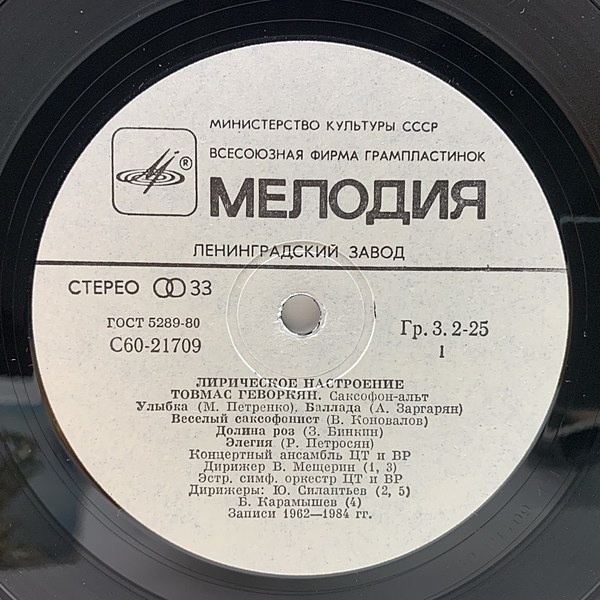 МИНИСТЕРСТВО КУЛЬТУРЫ СССР
ВСЕСОЮЗНАЯ ФИРМА ГРАМПЛАСТИНОК
®
МЕЛОДИЯ
ЛЕНИНГРАДСКИЙ ЗАВОД
СТЕРЕО 33
ГОСТ 5289-80
Гр. 3. 2-25
С60-21709
1
ЛИРИЧЕСКОЕ НАСТРОЕНИЕ
ТОВМАС ГЕВОРКЯН. Саксофон-альт
Улыбка (М. Петренко), Баллада (А. Заргарян)
Веселый саксофонист (В. Коновалов)
Долина роз (З. Бинкин)
Элегия (Р. Петросян)
Концертный ансамбль ЦТ и ВР
Дирижер В. Мещерин (1, 3)
Эстр. симф. оркестр ЦТ и ВР
Дирижеры: Ю. Силантьев (2, 5)
Б. Карамышев (4)
Записи 1962—1984 гг.